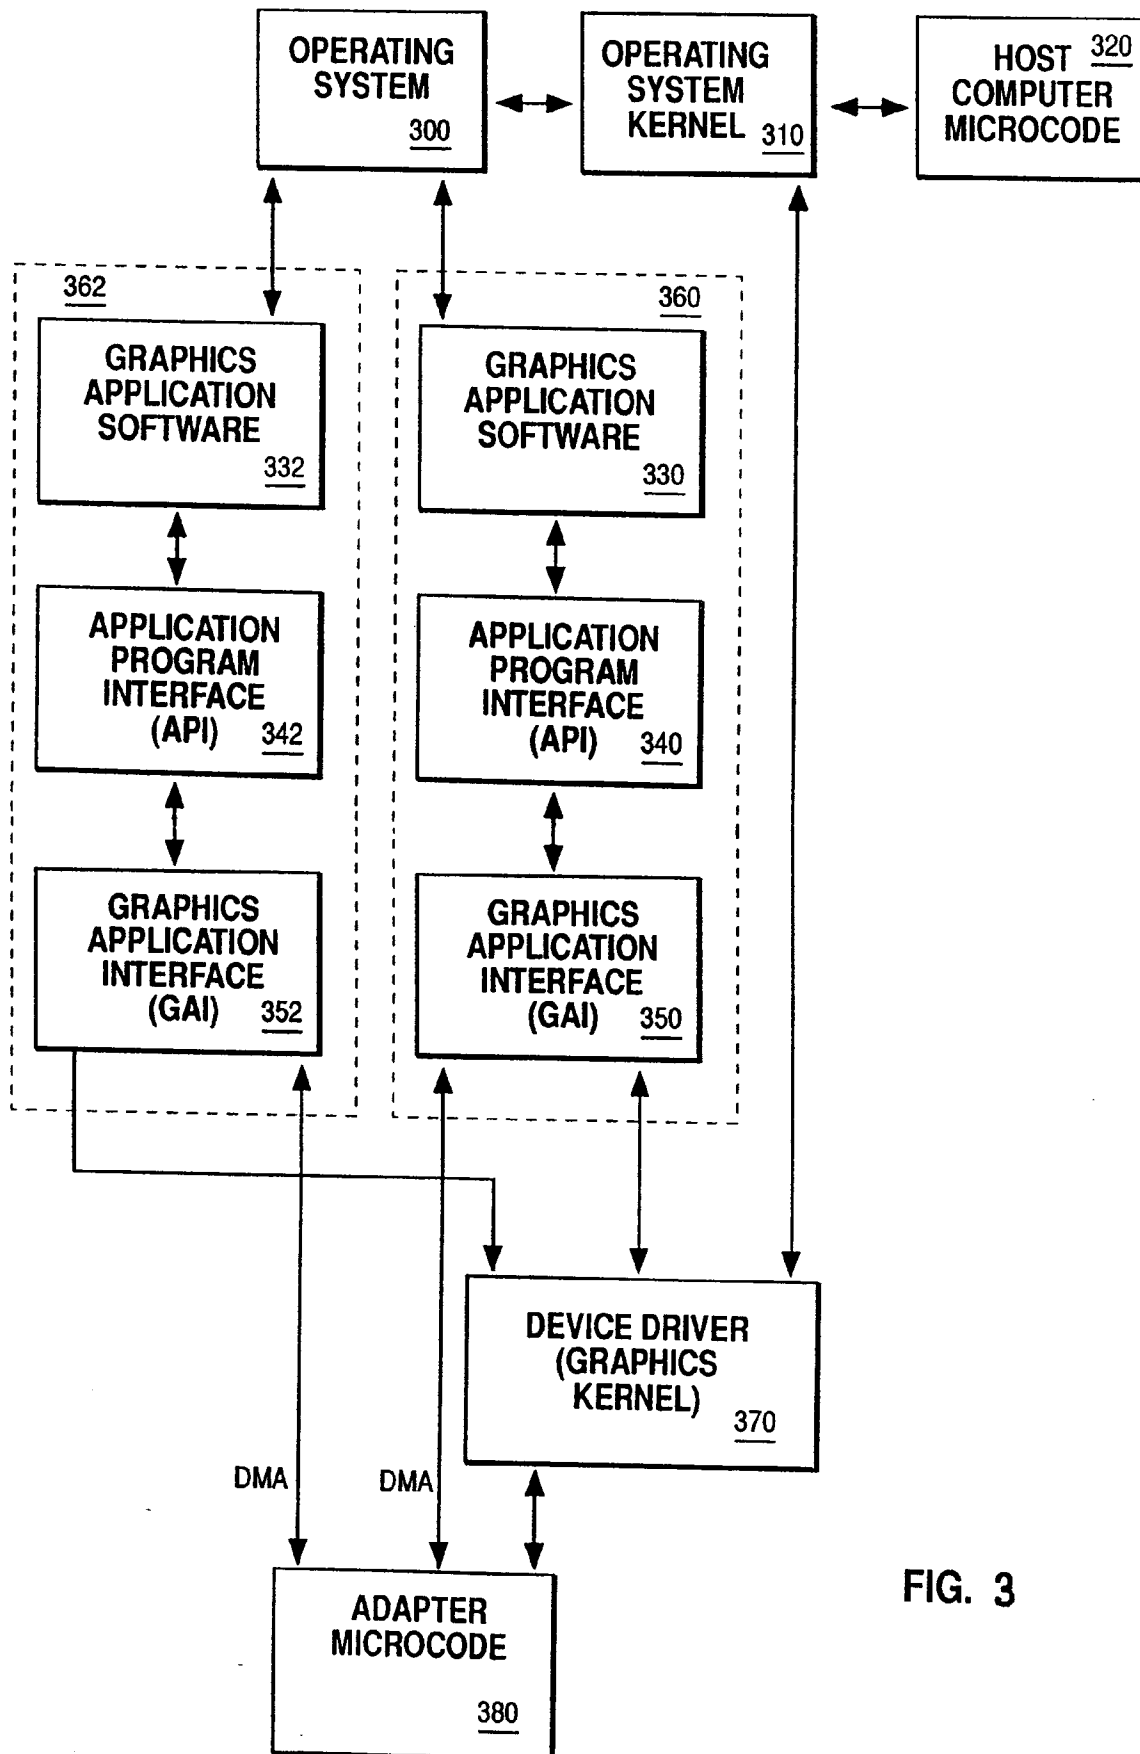 OPERATING
SYSTEM
300
OPERATING
SYSTEM
KERNEL
310
HOST 320
COMPUTER
MICROCODE
362
GRAPHICS
APPLICATION
SOFTWARE
332
360
GRAPHICS
APPLICATION
SOFTWARE
330
APPLICATION
PROGRAM
INTERFACE
(API) 342
APPLICATION
PROGRAM
INTERFACE
(API) 340
GRAPHICS
APPLICATION
INTERFACE
(GAI) 352
GRAPHICS
APPLICATION
INTERFACE
(GAI) 350
DEVICE DRIVER
(GRAPHICS
KERNEL)
370
DMA
DMA
ADAPTER
MICROCODE
380
FIG. 3